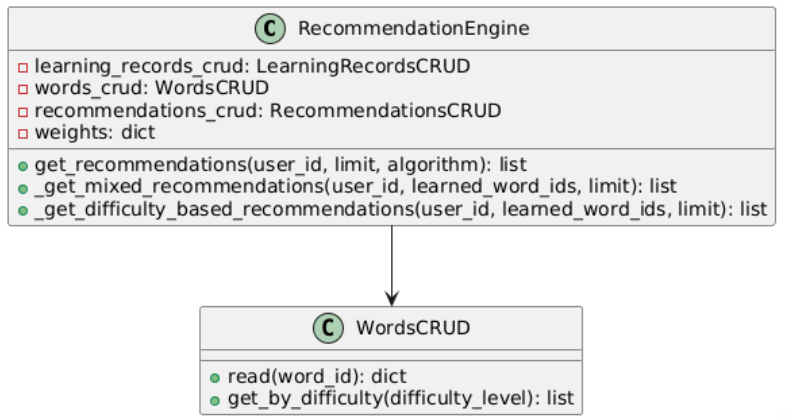 C RecommendationEngine
learning_records_crud: LearningRecordsCRUD
words_crud: WordsCRUD
recommendations_crud: RecommendationsCRUD
weights: dict
get_recommendations(user_id, limit, algorithm): list
_get_mixed_recommendations(user_id, learned_word_ids, limit): list
_get_difficulty_based_recommendations(user_id, learned_word_ids, limit): list
C WordsCRUD
read(word_id): dict
get_by_difficulty(difficulty_level): list